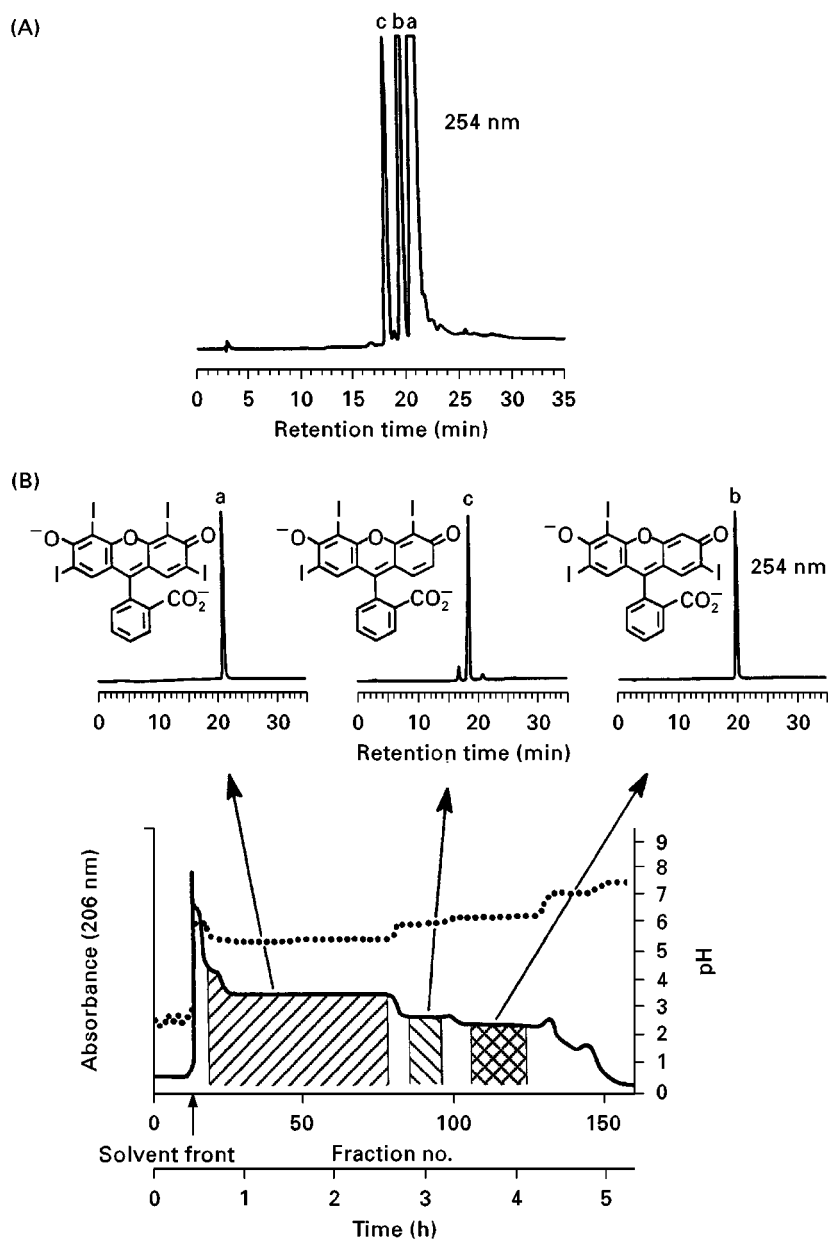 (A)
c b a
254 nm
0 5 10 15 20 25 30 35
Retention time (min)
(B)
a
c
b
I I
⁻O O O
I I
CO₂⁻
I I
⁻O O O
I
CO₂⁻
I
⁻O O O
I I
CO₂⁻
254 nm
0 10 20 30
0 10 20 30
0 10 20 30
Retention time (min)
Absorbance (206 nm)
9
8
7
6
5
4
3
2
1
0
pH
0 50 100 150
Solvent front
Fraction no.
0 1 2 3 4 5
Time (h)